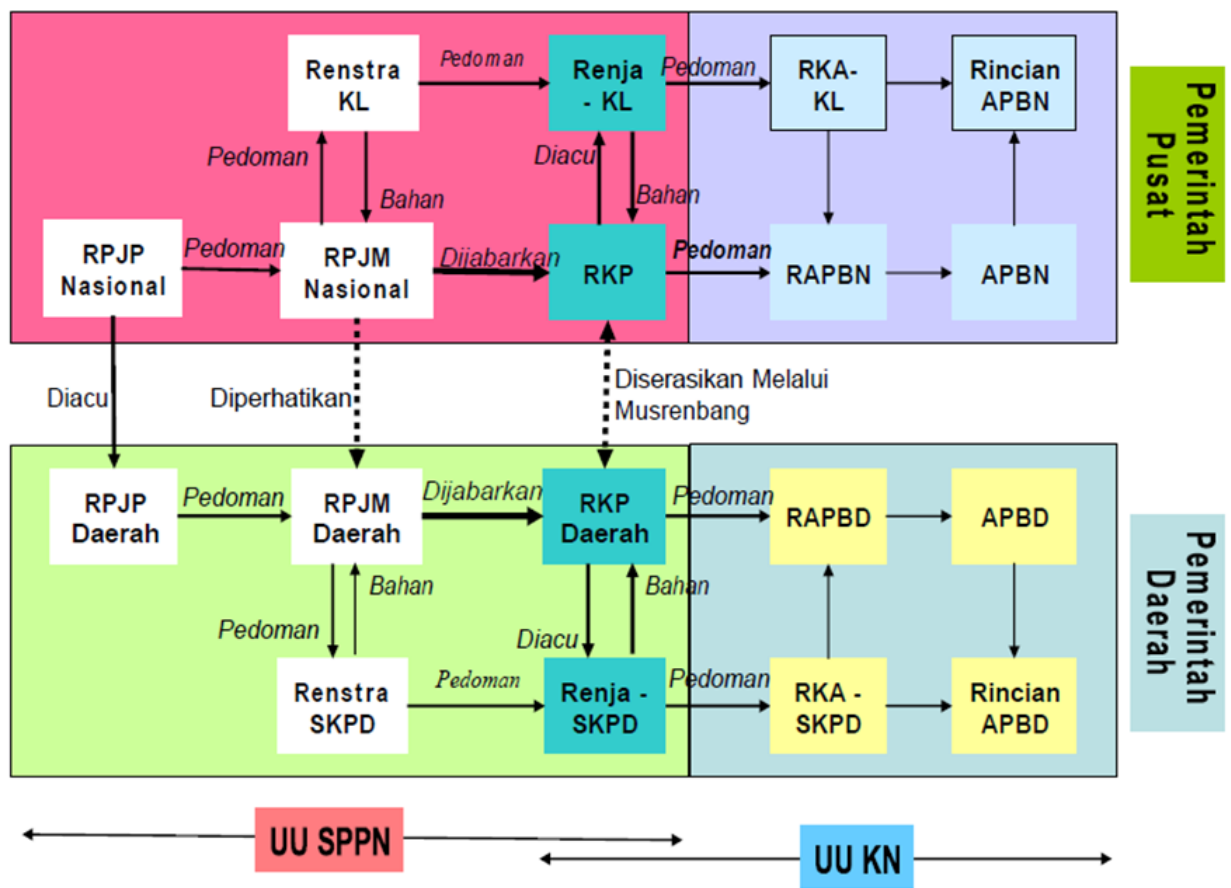 Renstra
KL
Pedoman
Renja
- KL
Pedoman
RKA-
KL
Rincian
APBN
Pedoman
Bahan
Diacu
Bahan
RPJP
Nasional
Pedoman
RPJM
Nasional
Dijabarkan
RKP
Pedoman
RAPBN
APBN
Pemerintah
Pusat
Diacu
Diperhatikan
Diserasikan Melalui
Musrenbang
RPJP
Daerah
Pedoman
RPJM
Daerah
Dijabarkan
RKP
Daerah
Pedoman
RAPBD
APBD
Pedoman
Bahan
Diacu
Bahan
Renstra
SKPD
Pedoman
Renja -
SKPD
Pedoman
RKA -
SKPD
Rincian
APBD
Pemerintah
Daerah
UU SPPN
UU KN